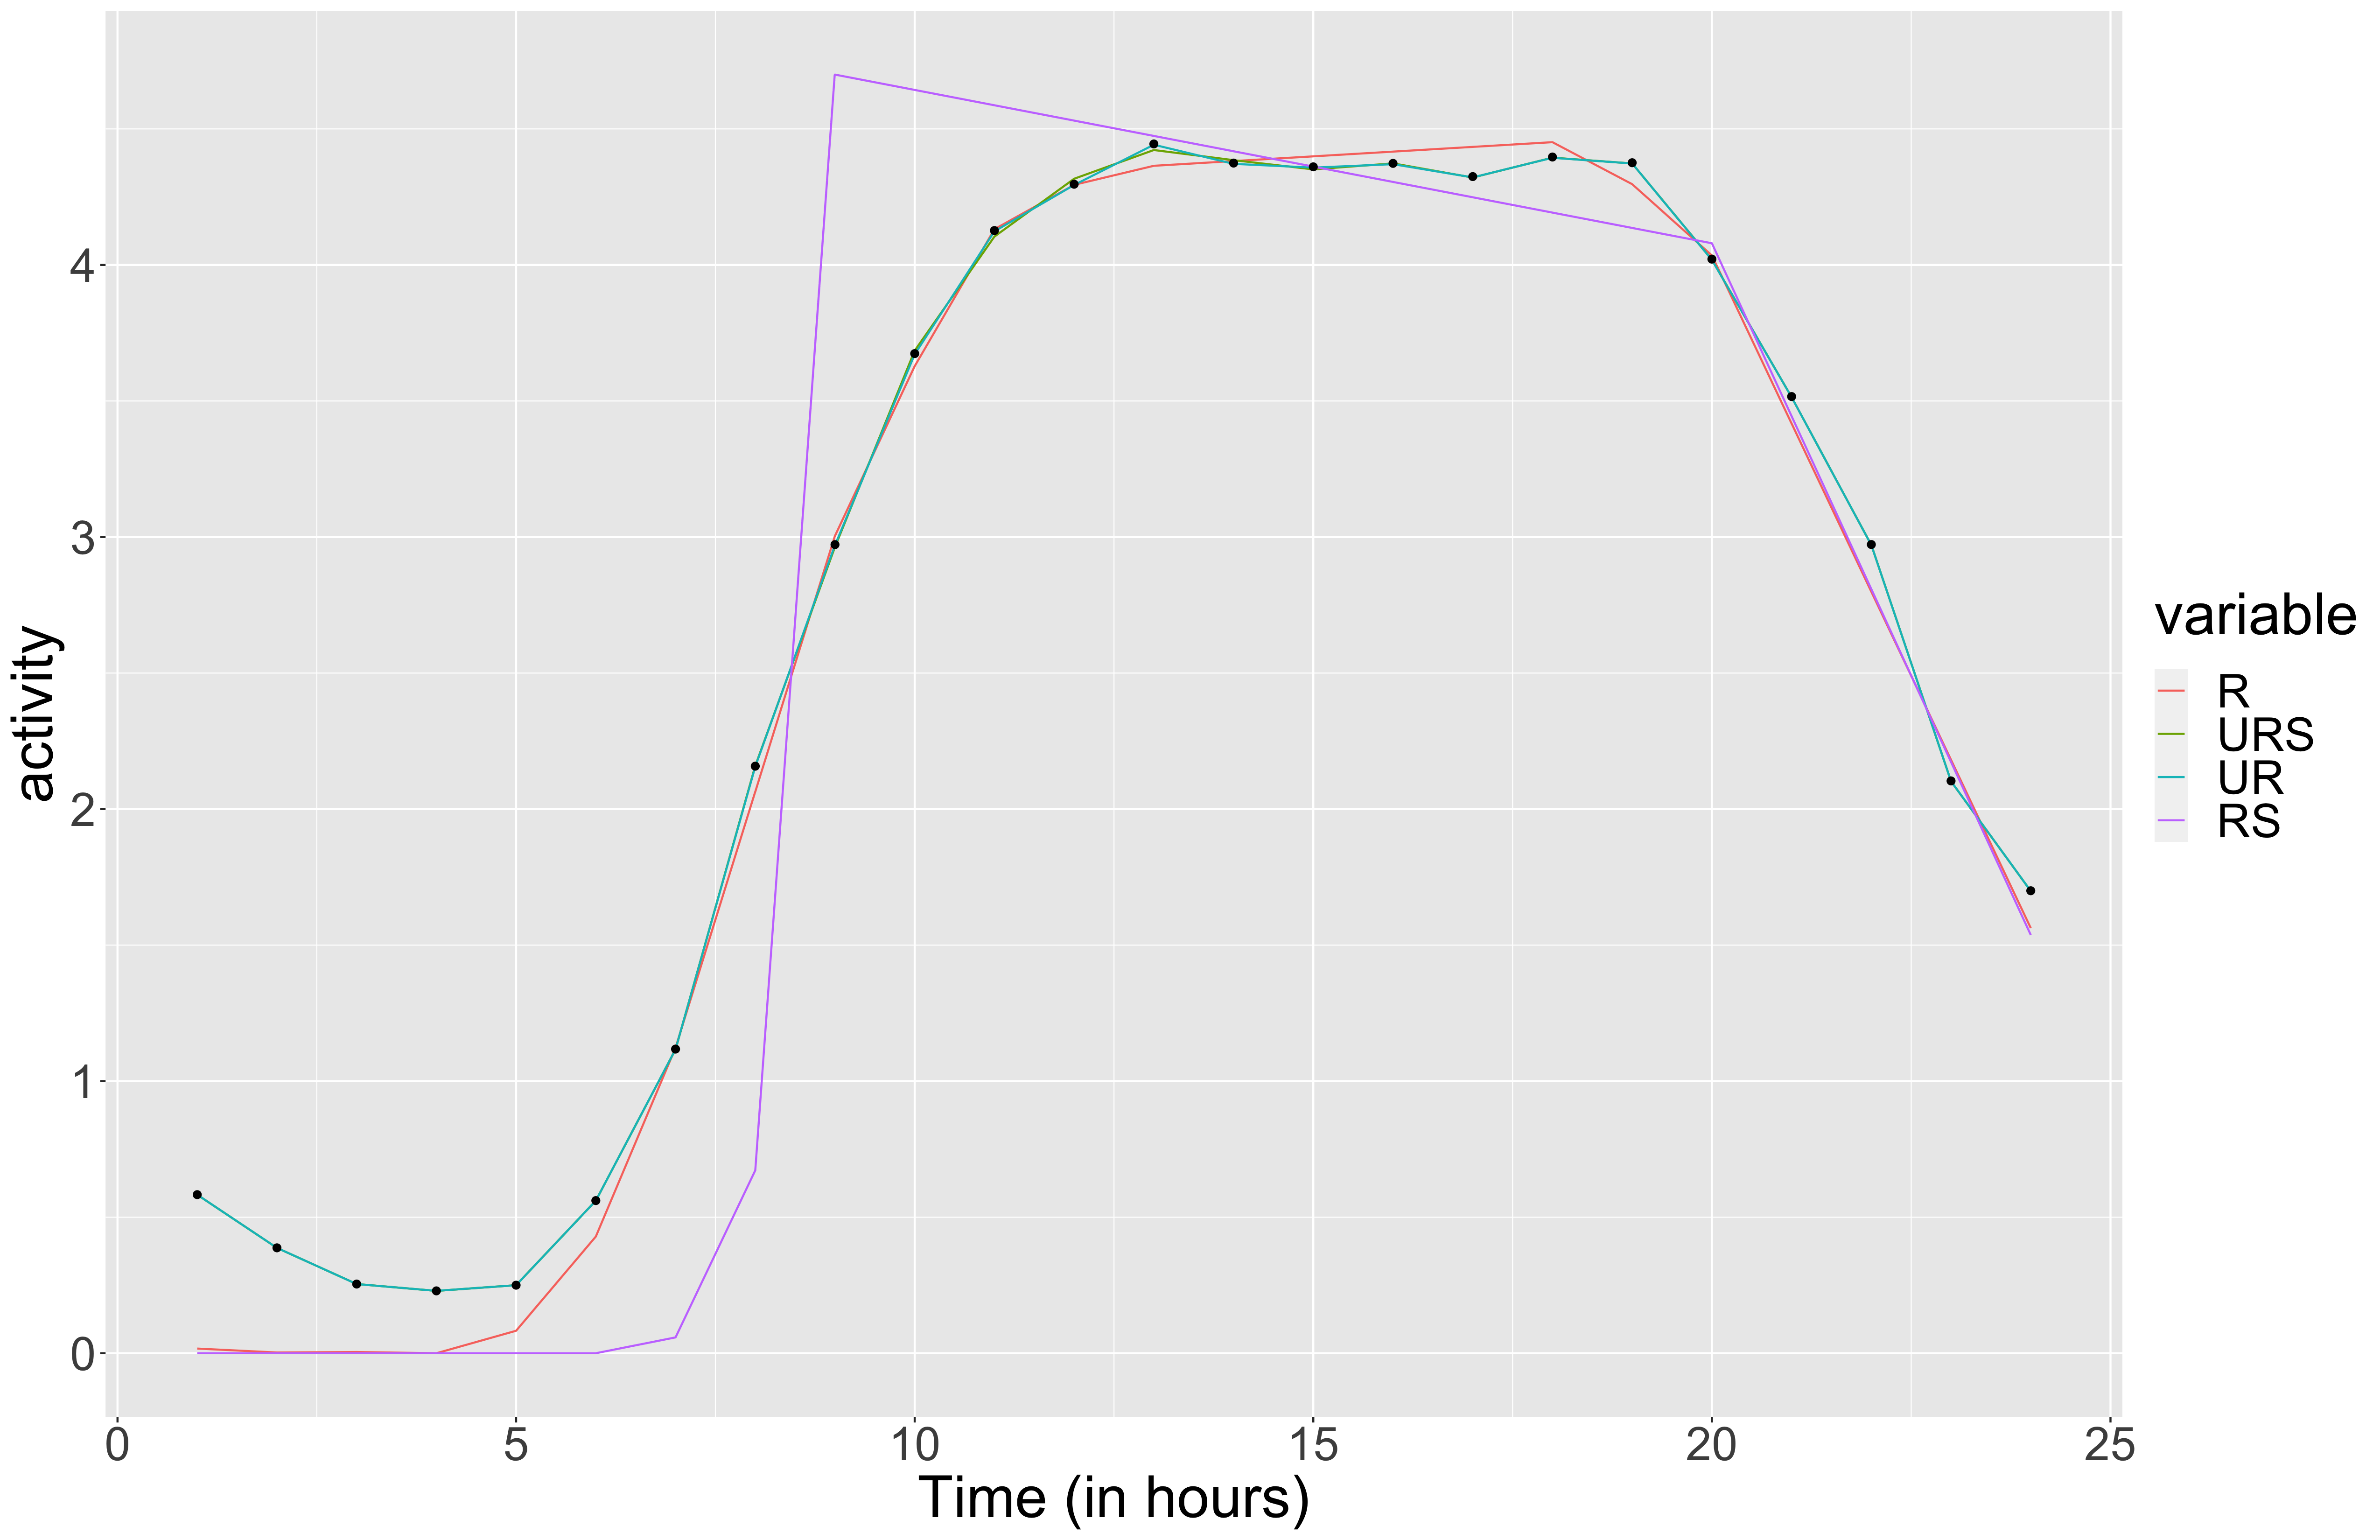 activity
4
3
2
1
0
0 5 10 15 20 25
Time (in hours)
variable
R
URS
UR
RS